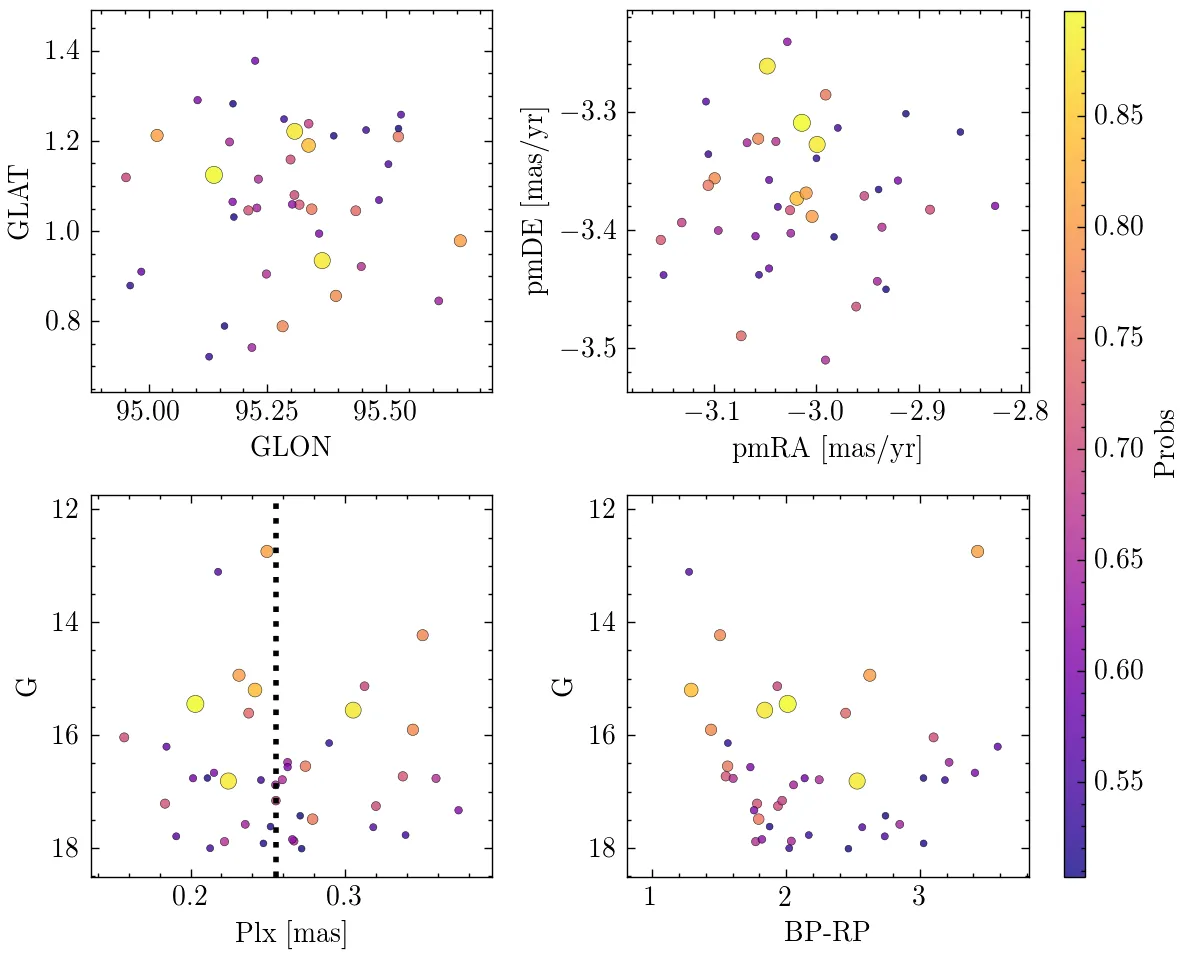 1.4
1.2
1.0
0.8
GLAT
95.00 95.25 95.50
GLON
−3.3
−3.4
−3.5
pmDE [mas/yr]
−3.1 −3.0 −2.9 −2.8
pmRA [mas/yr]
12
14
16
18
G
0.2 0.3
Plx [mas]
12
14
16
18
G
1 2 3
BP-RP
0.85
0.80
0.75
0.70
0.65
0.60
0.55
Probs